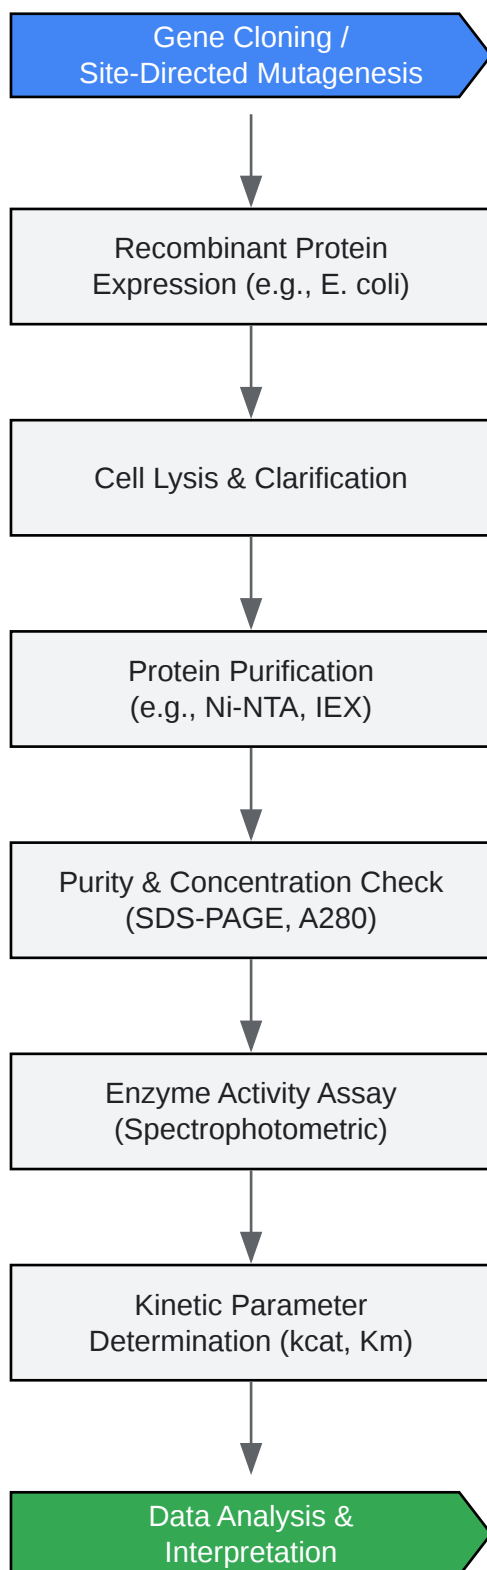 Gene Cloning /
Site-Directed Mutagenesis
Recombinant Protein
Expression (e.g., E. coli)
Cell Lysis & Clarification
Protein Purification
(e.g., Ni-NTA, IEX)
Purity & Concentration Check
(SDS-PAGE, A280)
Enzyme Activity Assay
(Spectrophotometric)
Kinetic Parameter
Determination (kcat, Km)
Data Analysis &
Interpretation